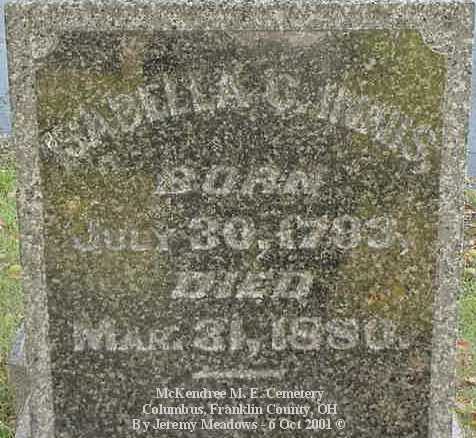 ISABELLA C.
BORN
JULY 30, 1793,
DIED
MAR. 31, 1880.
McKendree M. E. Cemetery
Columbus, Franklin County, OH
By Jeremy Meadows - 6 Oct 2001 ©